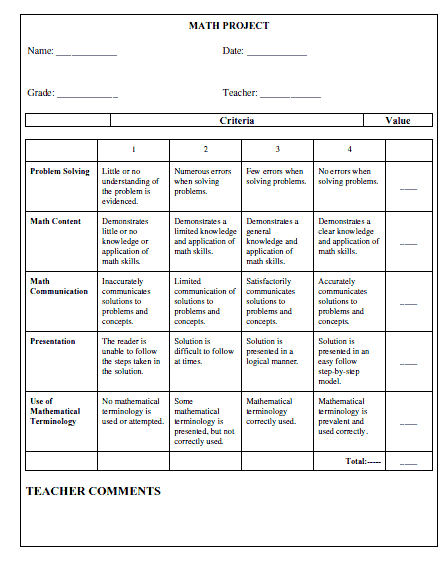 MATH PROJECT
Name: ____________ Date: ____________
Grade: ____________ Teacher: ____________
Criteria Value
1 2 3 4
Problem Solving
Little or no
understanding of
the problem is
evidenced.
Numerous errors
when solving
problems.
Few errors when
solving problems.
No errors when
solving problems.
____
Math Content
Demonstrates
little or no
knowledge or
application of
math skills.
Demonstrates a
limited knowledge
and application of
math skills.
Demonstrates a
general
knowledge and
application of
math skills.
Demonstrates a
clear knowledge and
application of
math skills.
____
Math
Communication
Inaccurately
communicates
solutions to
problems and
concepts.
Limited
communication of
solutions to
problems and
concepts.
Satisfactorily
communicates
solutions to
problems and
concepts.
Accurately
communicates
solutions to
problems and
concepts.
____
Presentation
The reader is
unable to follow
the steps taken in
the solution.
Solution is
difficult to follow
at times.
Solution is
presented in a
logical manner.
Solution is
presented in an
easy follow
step-by-step
model.
____
Use of
Mathematical
Terminology
No mathematical
terminology is
used or attempted.
Some
mathematical
terminology is
presented, but not
correctly used.
Mathematical
terminology
correctly used.
Mathematical
terminology is
prevalent and
used correctly.
____
Total:----- ____
TEACHER COMMENTS